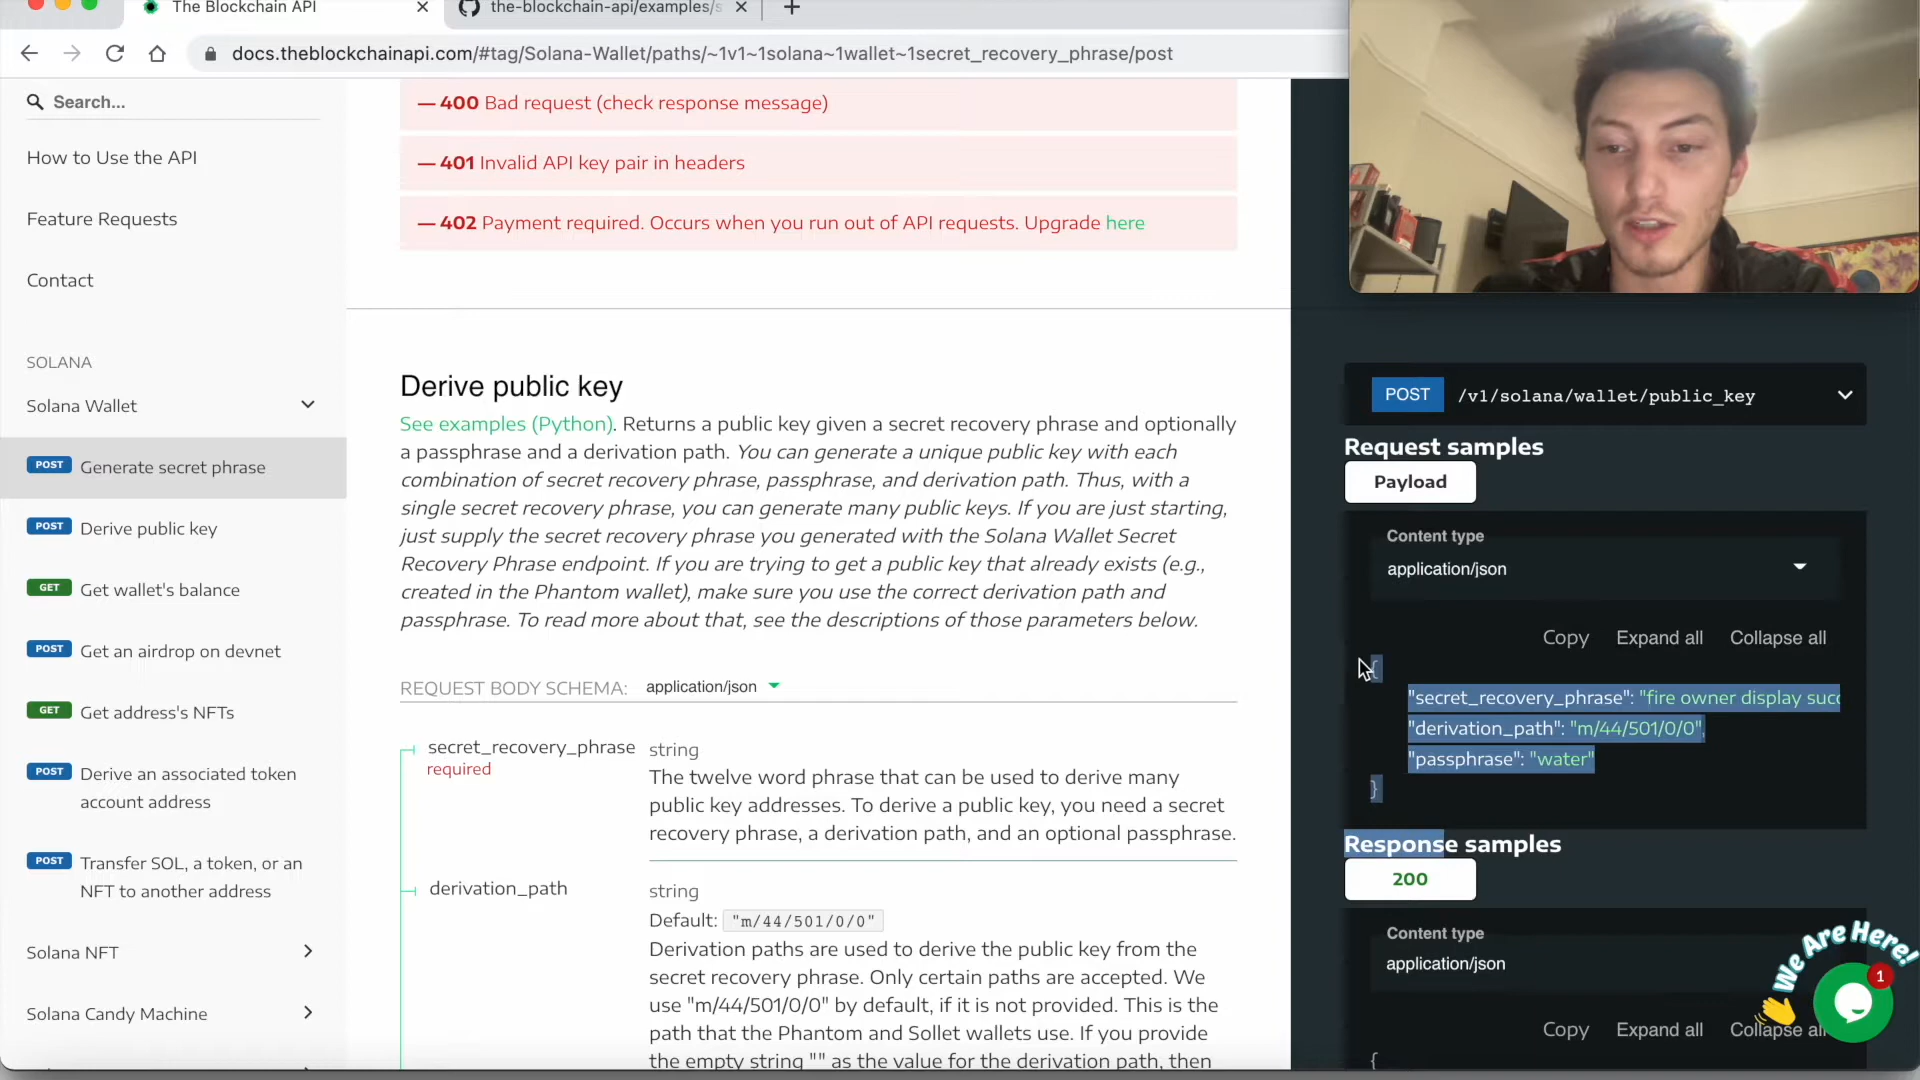 The Blockchain API
the-blockchain-api/examples/s
docs.theblockchainapi.com/#tag/Solana-Wallet/paths/~1v1~1solana~1wallet~1secret_recovery_phrase/post
Search...
How to Use the API
Feature Requests
Contact
SOLANA
Solana Wallet
POST Generate secret phrase
POST Derive public key
GET Get wallet's balance
POST Get an airdrop on devnet
GET Get address's NFTs
POST Derive an associated token
account address
POST Transfer SOL, a token, or an
NFT to another address
Solana NFT
Solana Candy Machine
— 400 Bad request (check response message)
— 401 Invalid API key pair in headers
— 402 Payment required. Occurs when you run out of API requests. Upgrade here
Derive public key
See examples (Python). Returns a public key given a secret recovery phrase and optionally
a passphrase and a derivation path. You can generate a unique public key with each
combination of secret recovery phrase, passphrase, and derivation path. Thus, with a
single secret recovery phrase, you can generate many public keys. If you are just starting,
just supply the secret recovery phrase you generated with the Solana Wallet Secret
Recovery Phrase endpoint. If you are trying to get a public key that already exists (e.g.,
created in the Phantom wallet), make sure you use the correct derivation path and
passphrase. To read more about that, see the descriptions of those parameters below.
REQUEST BODY SCHEMA: application/json
secret_recovery_phrase string
required
The twelve word phrase that can be used to derive many
public key addresses. To derive a public key, you need a secret
recovery phrase, a derivation path, and an optional passphrase.
derivation_path string
Default: "m/44/501/0/0"
Derivation paths are used to derive the public key from the
secret recovery phrase. Only certain paths are accepted. We
use "m/44/501/0/0" by default, if it is not provided. This is the
path that the Phantom and Sollet wallets use. If you provide
the empty string "" as the value for the derivation path, then
POST /v1/solana/wallet/public_key
Request samples
Payload
Content type
application/json
Copy Expand all Collapse all
{
"secret_recovery_phrase": "fire owner display succ
"derivation_path": "m/44/501/0/0",
"passphrase": "water"
}
Response samples
200
Content type
application/json
Copy Expand all Collapse all
{
We Are Here!
1